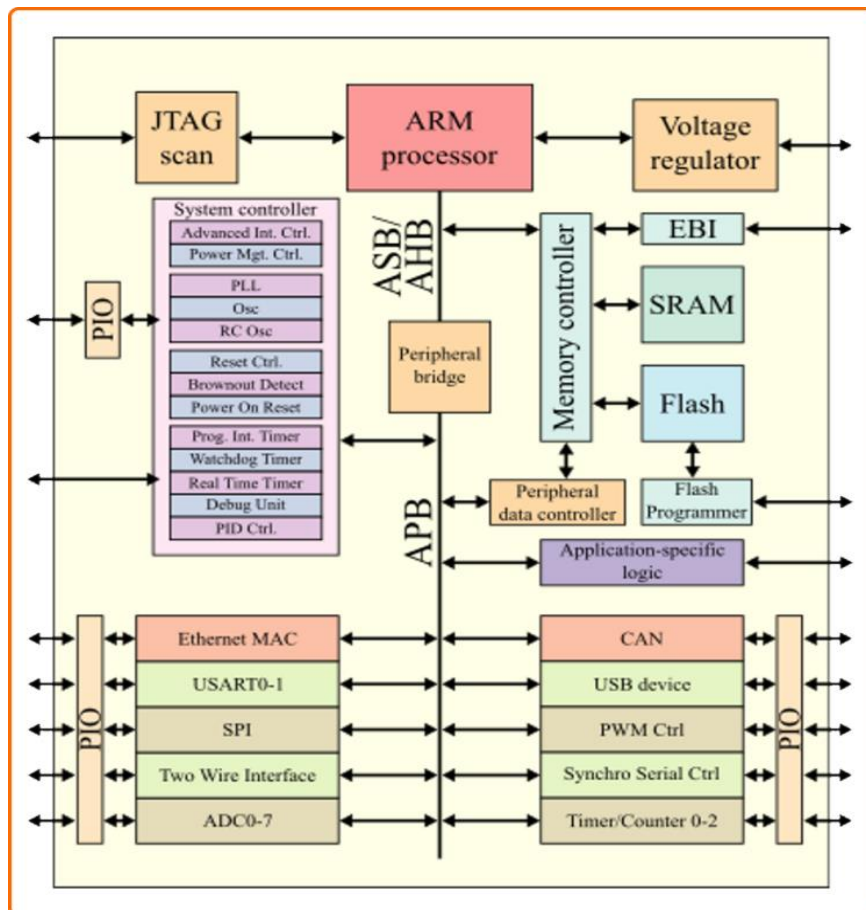 JTAG
scan
ARM
processor
Voltage
regulator
System controller
Advanced Int. Ctrl.
Power Mgt. Ctrl.
PLL
Osc
RC Osc
Reset Ctrl.
Brownout Detect
Power On Reset
Prog. Int. Timer
Watchdog Timer
Real Time Timer
Debug Unit
PID Ctrl.
PIO
ASB/
AHB
Peripheral
bridge
Memory controller
EBI
SRAM
Flash
Peripheral
data controller
Flash
Programmer
APB
Application-specific
logic
PIO
Ethernet MAC
USART0-1
SPI
Two Wire Interface
ADC0-7
CAN
USB device
PWM Ctrl
Synchro Serial Ctrl
Timer/Counter 0-2
PIO